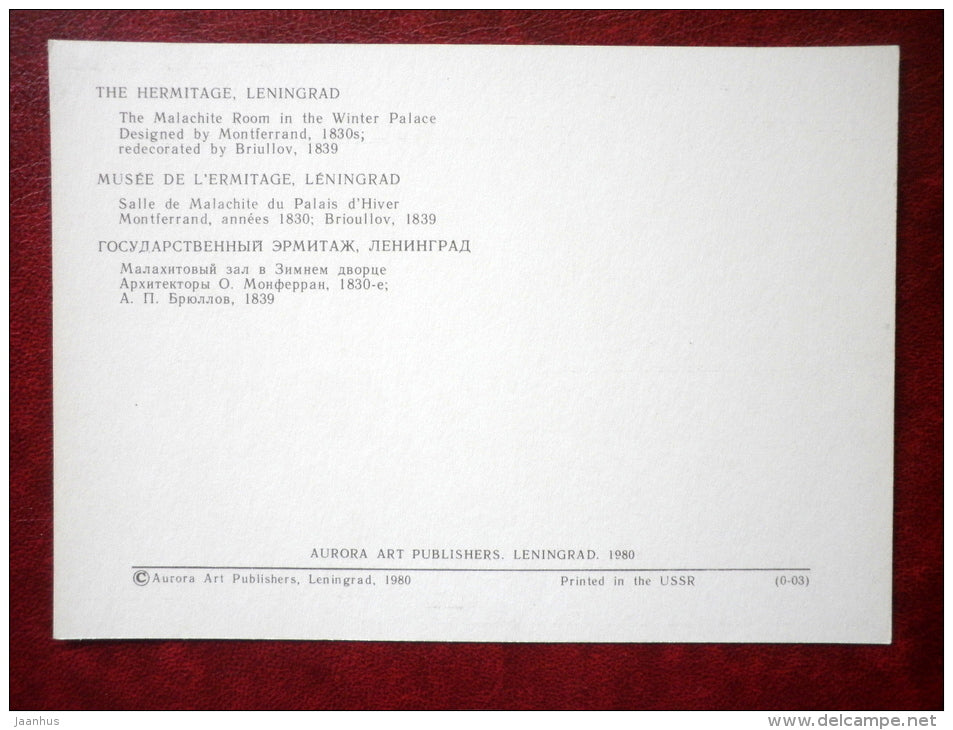 THE HERMITAGE, LENINGRAD
The Malachite Room in the Winter Palace
Designed by Montferrand, 1830s;
redecorated by Briullov, 1839
MUSÉE DE L'ERMITAGE, LÉNINGRAD
Salle de Malachite du Palais d'Hiver
Montferrand, années 1830; Brioullov, 1839
ГОСУДАРСТВЕННЫЙ ЭРМИТАЖ, ЛЕНИНГРАД
Малахитовый зал в Зимнем дворце
Архитекторы О. Монферран, 1830-е;
А. П. Брюллов, 1839
AURORA ART PUBLISHERS. LENINGRAD. 1980
© Aurora Art Publishers, Leningrad, 1980 Printed in the USSR (0-03)
Jaanhus delcampe.net